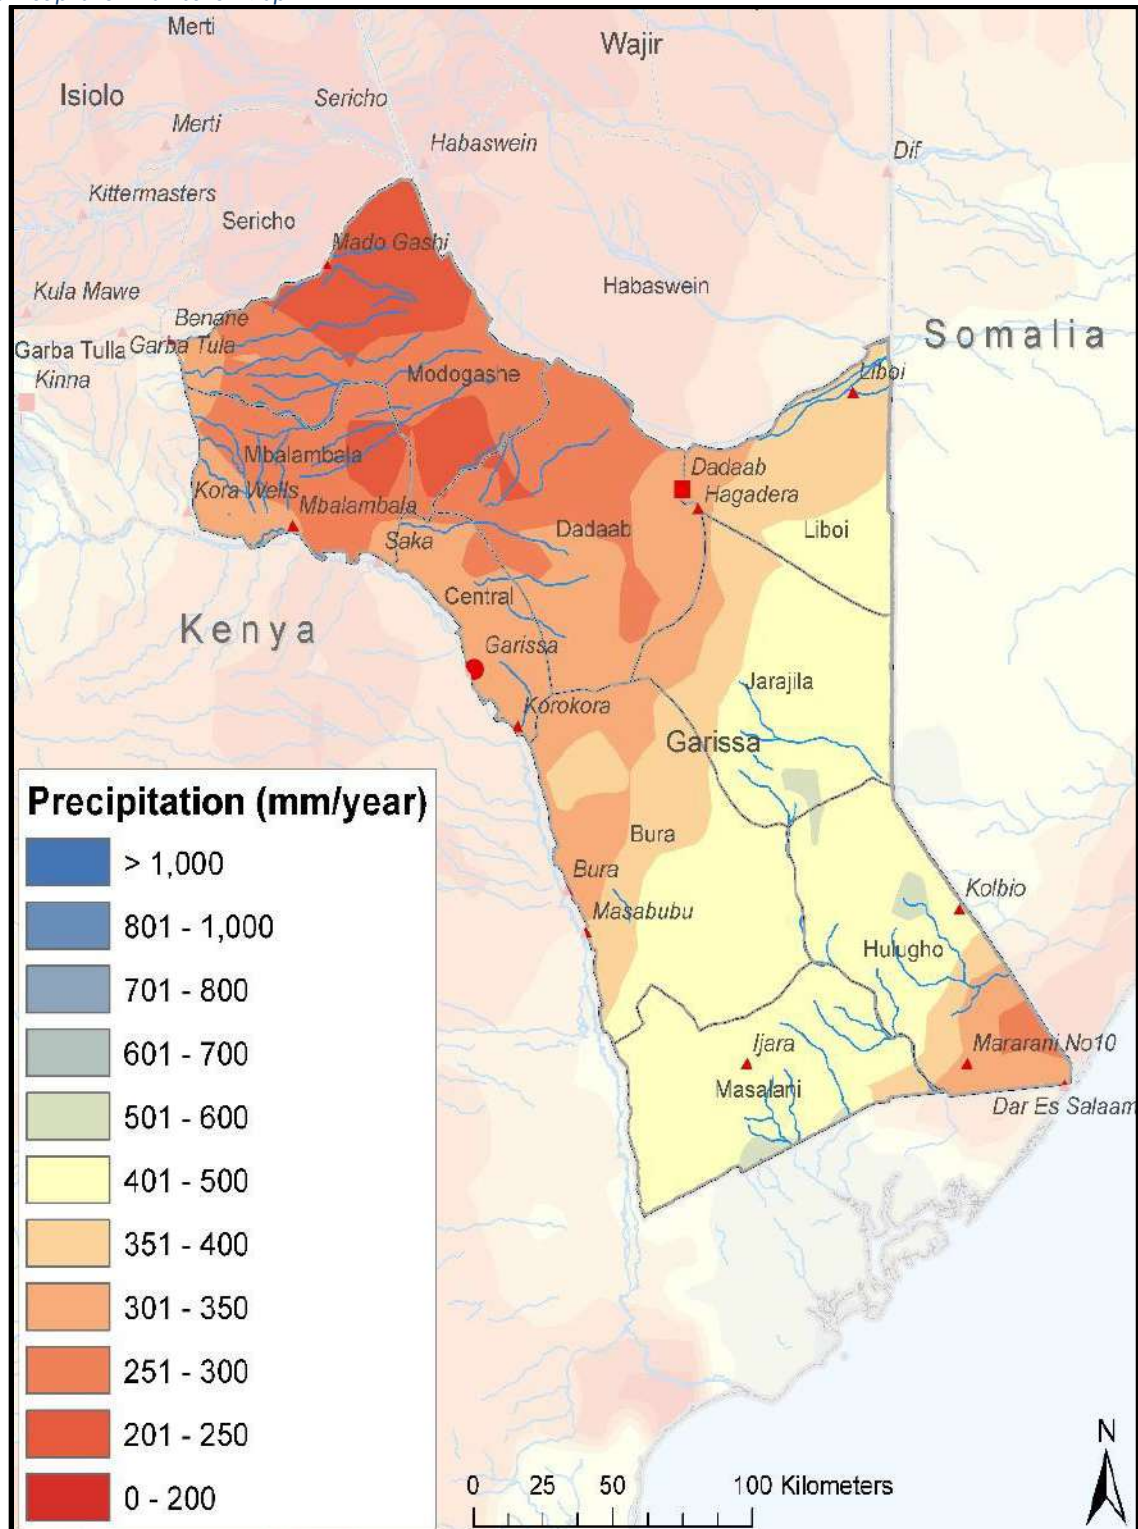 Merti
Wajir
Isiolo
Sericho
Merti
Habaswein
Dif
Kittermasters
Sericho
Mado Gashi
Habaswein
Kula Mawe
Benane
Somalia
Garba Tulla
Garba Tula
Kinna
Liboi
Modogashe
Mbalambala
Dadaab
Kora Wells
Hagadera
Mbalambala
Dadaab
Liboi
Saka
Central
Kenya
Garissa
Jarajila
Korokora
Garissa
Bura
Bura
Kolbio
Masabubu
Hulugho
Ijara
Mararani No10
Masalani
Dar Es Salaam
Precipitation (mm/year)
> 1,000
801 - 1,000
701 - 800
601 - 700
501 - 600
401 - 500
351 - 400
301 - 350
251 - 300
201 - 250
0 - 200
0 25 50 100 Kilometers
N